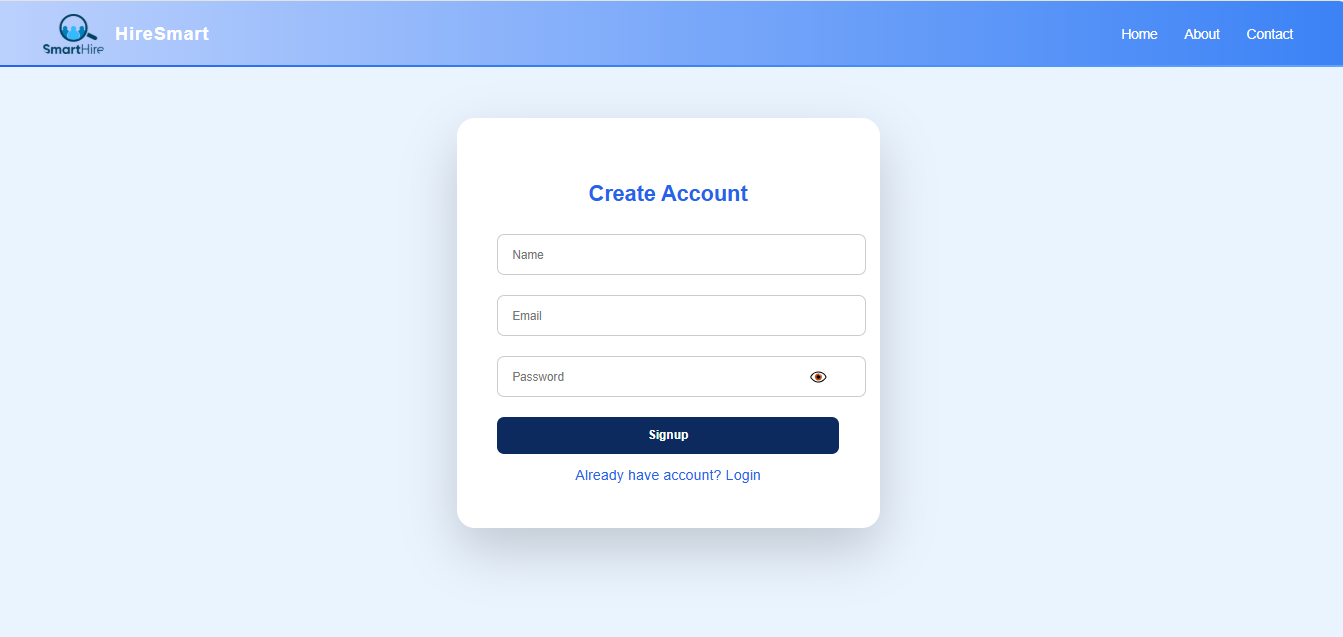 SmartHire
HireSmart
Home
About
Contact
Create Account
Name
Email
Password
Signup
Already have account? Login